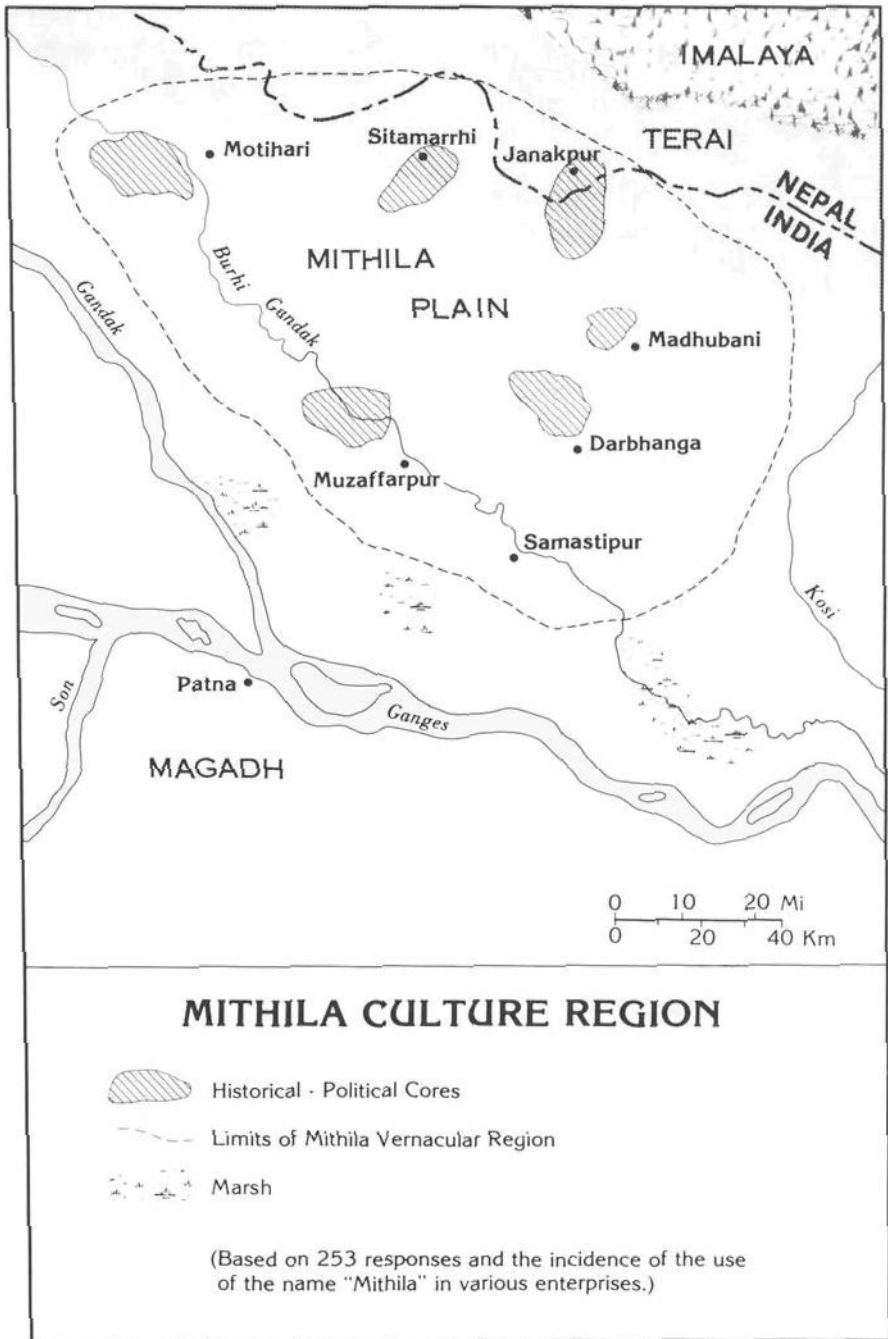 IMALAYA
TERAI
Motihari
Sitamarrhi
Janakpur
NEPAL
INDIA
MITHILA
PLAIN
Burhi
Gandak
Gandak
Madhubani
Darbhanga
Muzaffarpur
Samastipur
Kosi
Patna
Son
Ganges
MAGADH
0 10 20 Mi
0 20 40 Km
MITHILA CULTURE REGION
Historical - Political Cores
Limits of Mithila Vernacular Region
Marsh
(Based on 253 responses and the incidence of the use
of the name "Mithila" in various enterprises.)